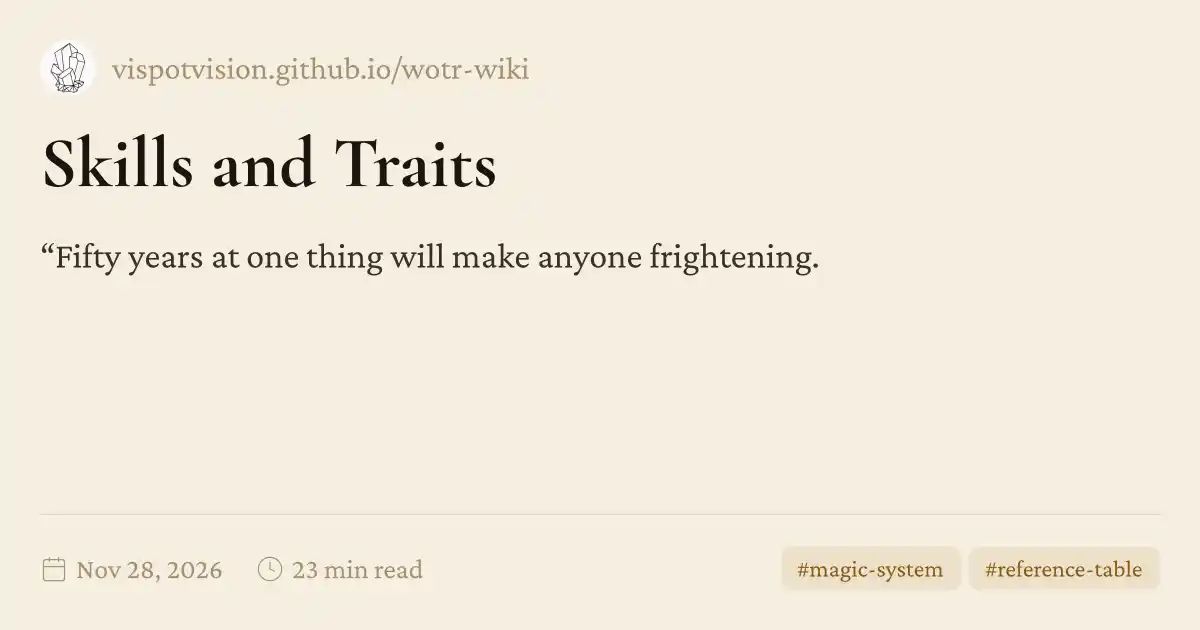 vispotvision.github.io/wotr-wiki
Skills and Traits
“Fifty years at one thing will make anyone frightening.
Nov 28, 2026
23 min read
#magic-system
#reference-table